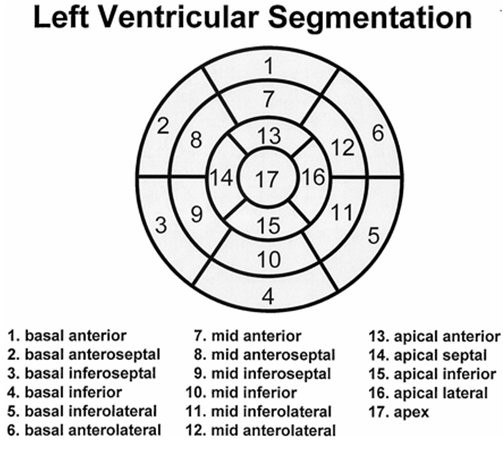 Left Ventricular Segmentation
1
7
2
6
8
13
12
14
17
16
9
11
3
15
5
10
4
1. basal anterior
2. basal anteroseptal
3. basal inferoseptal
4. basal inferior
5. basal inferolateral
6. basal anterolateral
7. mid anterior
8. mid anteroseptal
9. mid inferoseptal
10. mid inferior
11. mid inferolateral
12. mid anterolateral
13. apical anterior
14. apical septal
15. apical inferior
16. apical lateral
17. apex